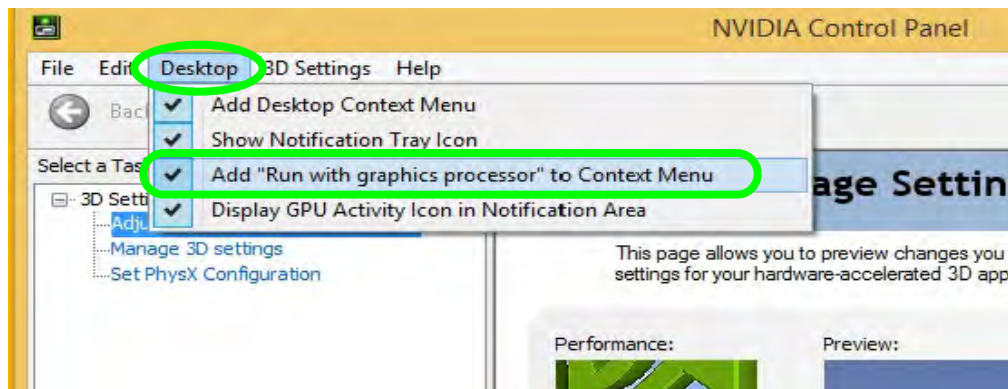 NVIDIA Control Panel
File Edit Desktop 3D Settings Help
Back
Add Desktop Context Menu
Show Notification Tray Icon
Add "Run with graphics processor" to Context Menu
Display GPU Activity Icon in Notification Area
Select a Tas
3D Setti
Adju
Manage 3D settings
Set PhysX Configuration
age Settin
This page allows you to preview changes you
settings for your hardware-accelerated 3D app
Performance:
Preview: